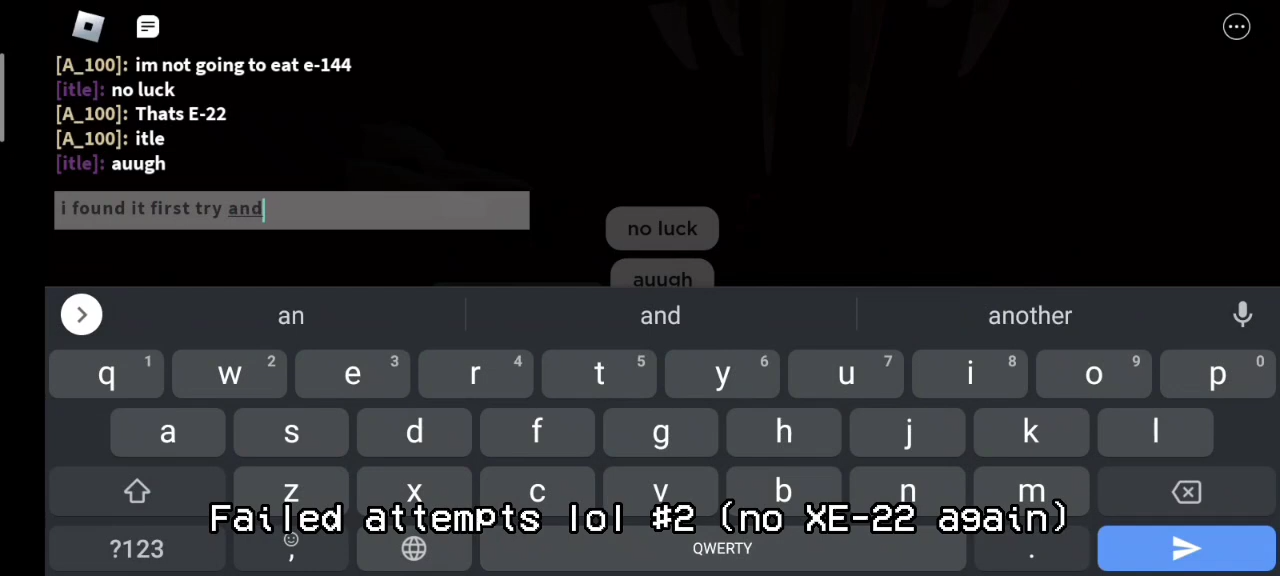 [A_100]: im not going to eat e-144
[itle]: no luck
[A_100]: Thats E-22
[A_100]: itle
[itle]: auugh
i found it first try and
no luck
auugh
an and another
q 1 w 2 e 3 r 4 t 5 y 6 u 7 i 8 o 9 p 0
a s d f g h j k l
z x c v b n m
Failed attempts lol #2 (no XE-22 again)
?123 , QWERTY .